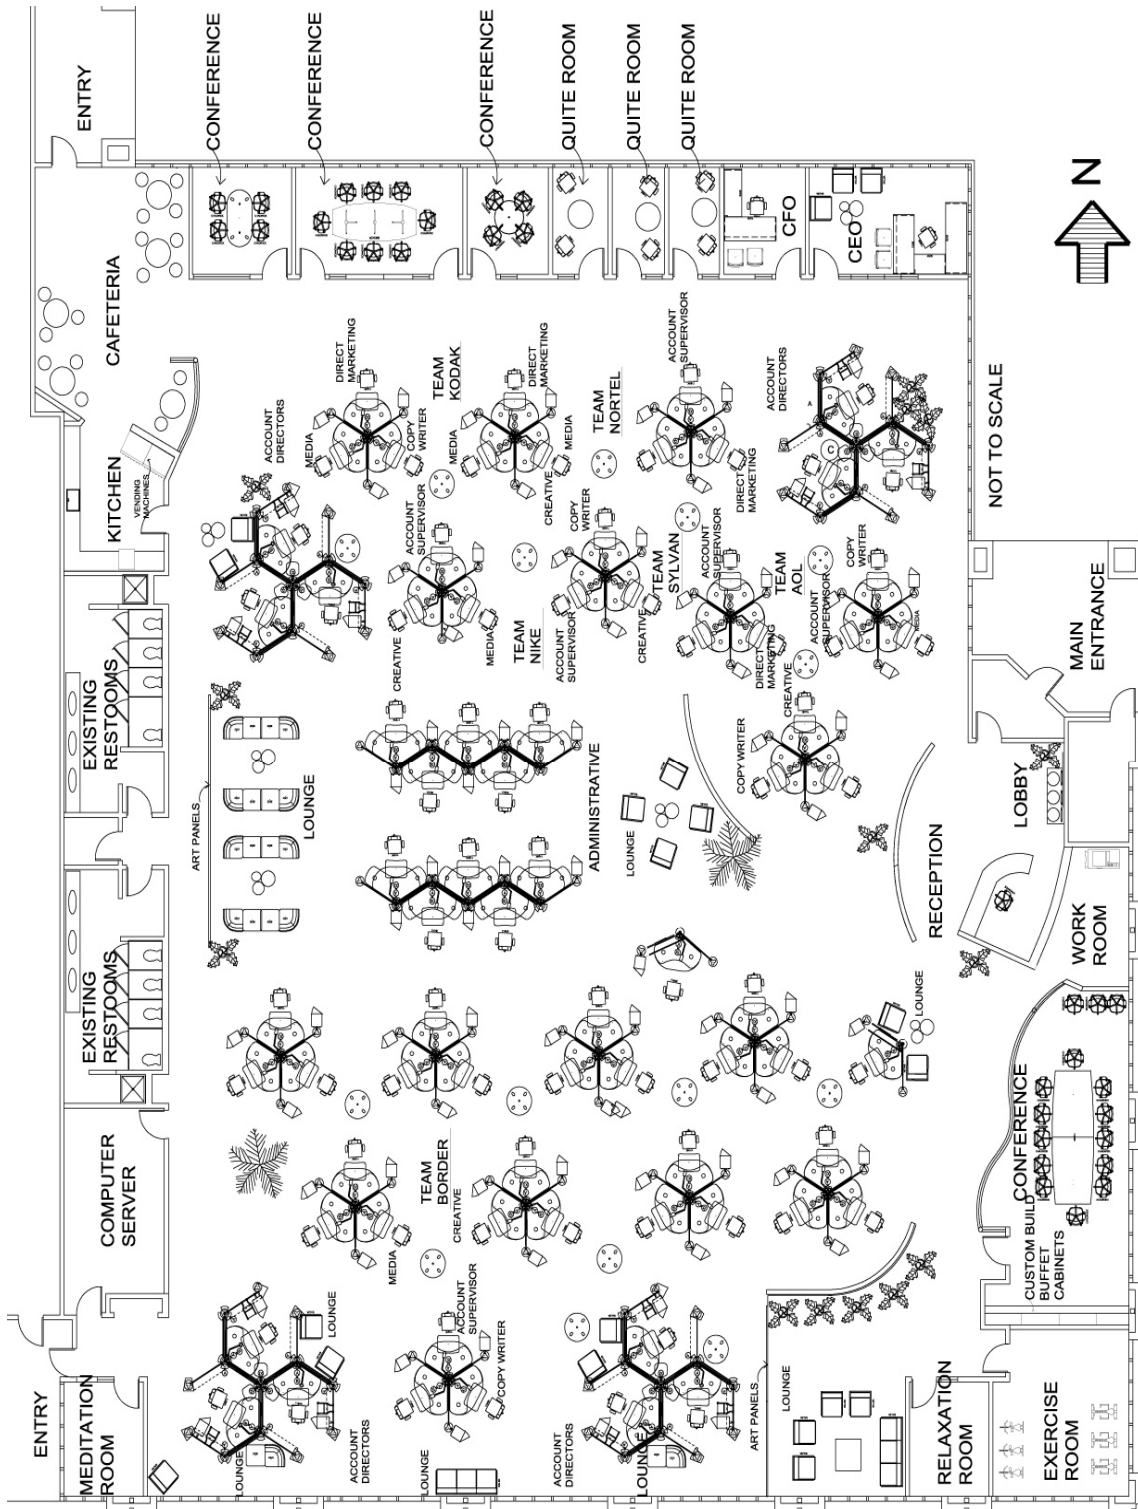 ENTRY
MEDITATION
ROOM
COMPUTER
SERVER
EXISTING
RESTOOMS
EXISTING
RESTOOMS
KITCHEN
VENDING
MACHINES
CAFETERIA
ENTRY
ART PANELS
LOUNGE
CONFERENCE
CONFERENCE
CONFERENCE
QUITE ROOM
QUITE ROOM
QUITE ROOM
CFO
CEO
LOUNGE
LOUNGE
ACCOUNT
DIRECTORS
ACCOUNT
DIRECTORS
MEDIA
DIRECT
MARKETING
COPY
WRITER
TEAM
KODAK
MEDIA
DIRECT
MARKETING
MEDIA
CREATIVE
CREATIVE
ACCOUNT
SUPERVISOR
MEDIA
TEAM
NIKE
COPY
WRITER
ACCOUNT
SUPERVISOR
CREATIVE
TEAM
NORTEL
ACCOUNT
SUPERVISOR
DIRECT
MARKETING
TEAM
SYLVAN
ACCOUNT
SUPERVISOR
DIRECT
MARKETING
TEAM
AOL
ACCOUNT
SUPERVISOR
COPY
WRITER
MEDIA
CREATIVE
COPY WRITER
ACCOUNT
DIRECTORS
A
C
ADMINISTRATIVE
LOUNGE
TEAM
BORDER
CREATIVE
MEDIA
ACCOUNT
SUPERVISOR
COPY WRITER
LOUNGE
ACCOUNT
DIRECTORS
LOUNGE
ART PANELS
LOUNGE
LOUNGE
RECEPTION
LOBBY
MAIN
ENTRANCE
WORK
ROOM
CONFERENCE
CUSTOM BUILD
BUFFET
CABINETS
RELAXATION
ROOM
EXERCISE
ROOM
NOT TO SCALE
N